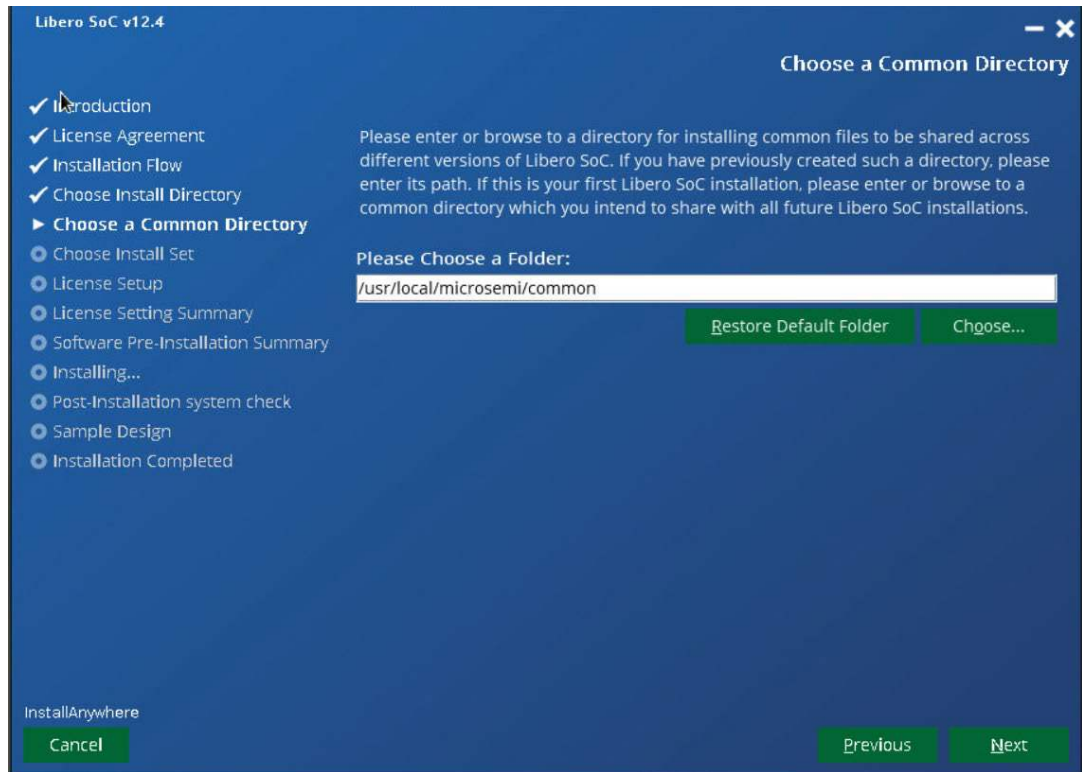 Libero SoC v12.4
Choose a Common Directory
Introduction
License Agreement
Installation Flow
Choose Install Directory
Choose a Common Directory
Choose Install Set
License Setup
License Setting Summary
Software Pre-Installation Summary
Installing...
Post-Installation system check
Sample Design
Installation Completed
Please enter or browse to a directory for installing common files to be shared across
different versions of Libero SoC. If you have previously created such a directory, please
enter its path. If this is your first Libero SoC installation, please enter or browse to a
common directory which you intend to share with all future Libero SoC installations.
Please Choose a Folder:
/usr/local/microsemi/common
Restore Default Folder
Choose...
InstallAnywhere
Cancel
Previous
Next